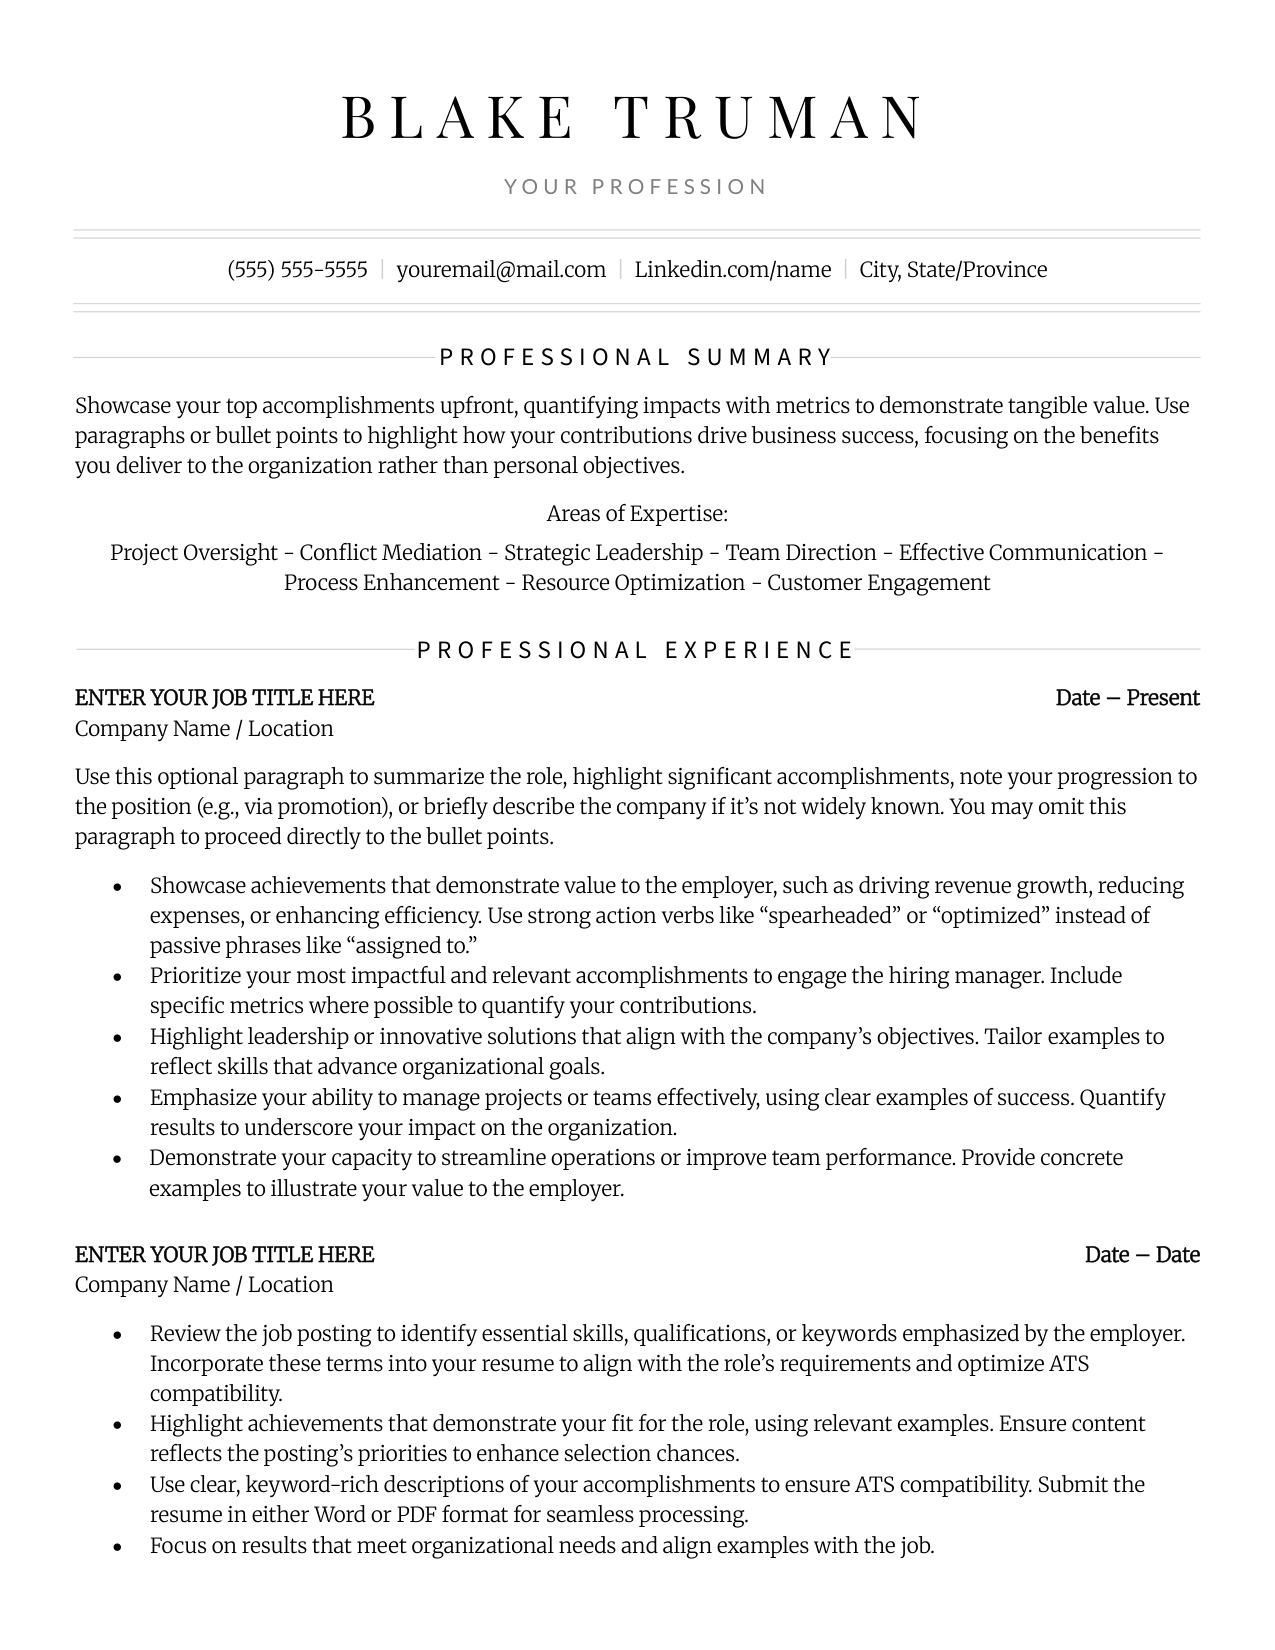 BLAKE TRUMAN
YOUR PROFESSION
(555) 555-5555 | youremail@mail.com | Linkedin.com/name | City, State/Province
PROFESSIONAL SUMMARY
Showcase your top accomplishments upfront, quantifying impacts with metrics to demonstrate tangible value. Use
paragraphs or bullet points to highlight how your contributions drive business success, focusing on the benefits
you deliver to the organization rather than personal objectives.
Areas of Expertise:
Project Oversight - Conflict Mediation - Strategic Leadership - Team Direction - Effective Communication -
Process Enhancement - Resource Optimization - Customer Engagement
PROFESSIONAL EXPERIENCE
ENTER YOUR JOB TITLE HERE Date – Present
Company Name / Location
Use this optional paragraph to summarize the role, highlight significant accomplishments, note your progression to
the position (e.g., via promotion), or briefly describe the company if it’s not widely known. You may omit this
paragraph to proceed directly to the bullet points.
• Showcase achievements that demonstrate value to the employer, such as driving revenue growth, reducing
expenses, or enhancing efficiency. Use strong action verbs like “spearheaded” or “optimized” instead of
passive phrases like “assigned to.”
• Prioritize your most impactful and relevant accomplishments to engage the hiring manager. Include
specific metrics where possible to quantify your contributions.
• Highlight leadership or innovative solutions that align with the company’s objectives. Tailor examples to
reflect skills that advance organizational goals.
• Emphasize your ability to manage projects or teams effectively, using clear examples of success. Quantify
results to underscore your impact on the organization.
• Demonstrate your capacity to streamline operations or improve team performance. Provide concrete
examples to illustrate your value to the employer.
ENTER YOUR JOB TITLE HERE Date – Date
Company Name / Location
• Review the job posting to identify essential skills, qualifications, or keywords emphasized by the employer.
Incorporate these terms into your resume to align with the role’s requirements and optimize ATS
compatibility.
• Highlight achievements that demonstrate your fit for the role, using relevant examples. Ensure content
reflects the posting’s priorities to enhance selection chances.
• Use clear, keyword-rich descriptions of your accomplishments to ensure ATS compatibility. Submit the
resume in either Word or PDF format for seamless processing.
• Focus on results that meet organizational needs and align examples with the job.